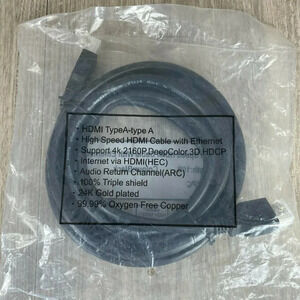 • HDMI TypeA-type A
• High Speed HDMI Cable with Ethernet
• Support 4k 2160P,DeepColor,3D,HDCP
• Internet via HDMI(HEC)
• Audio Return Channel(ARC)
• 100% Triple shield
• 24K Gold plated
• 99.99% Oxygen Free Copper